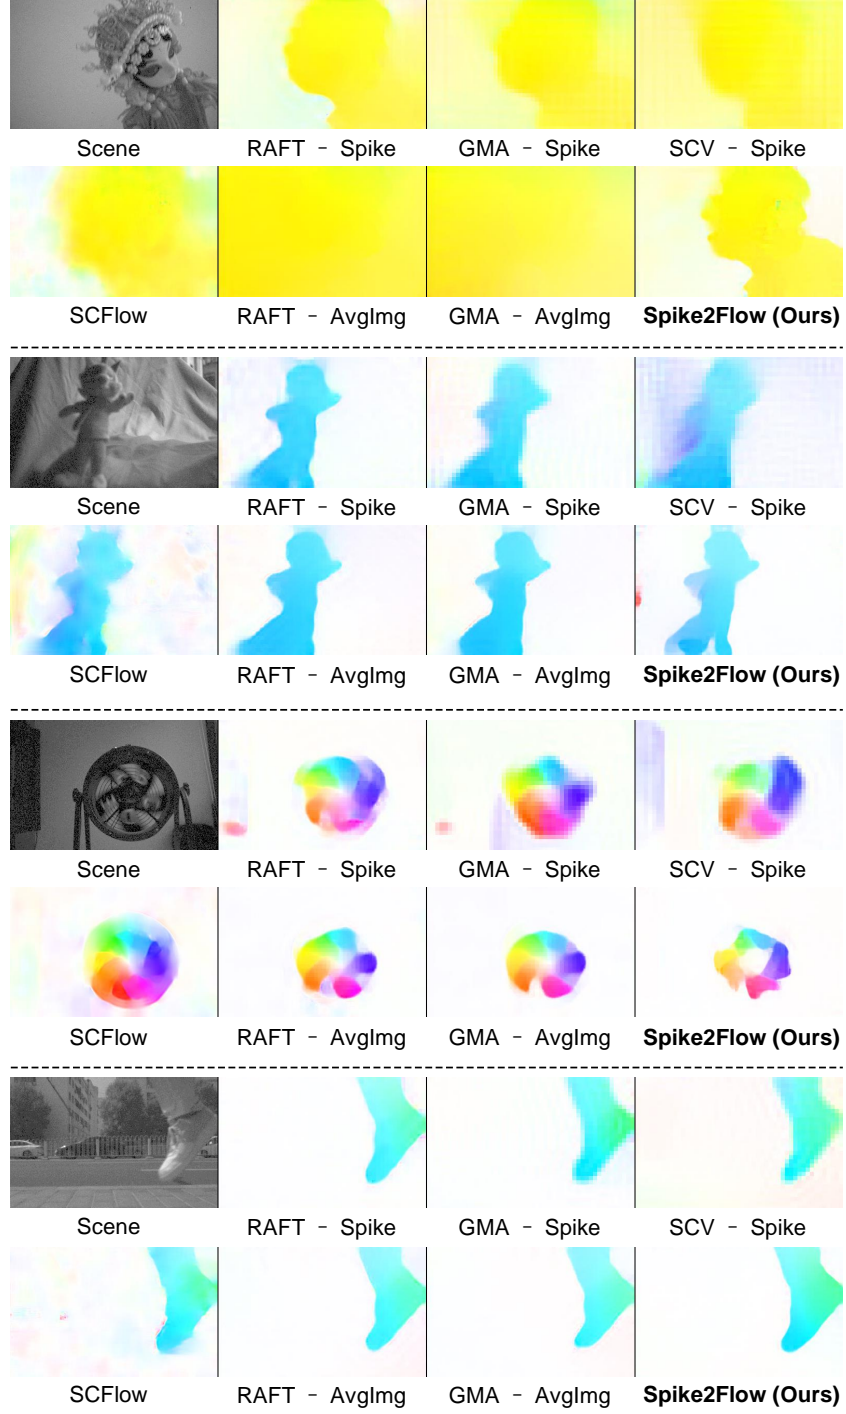 Scene RAFT - Spike GMA - Spike SCV - Spike
SCFlow RAFT - AvgImg GMA - AvgImg Spike2Flow (Ours)
Scene RAFT - Spike GMA - Spike SCV - Spike
SCFlow RAFT - AvgImg GMA - AvgImg Spike2Flow (Ours)
Scene RAFT - Spike GMA - Spike SCV - Spike
SCFlow RAFT - AvgImg GMA - AvgImg Spike2Flow (Ours)
Scene RAFT - Spike GMA - Spike SCV - Spike
SCFlow RAFT - AvgImg GMA - AvgImg Spike2Flow (Ours)